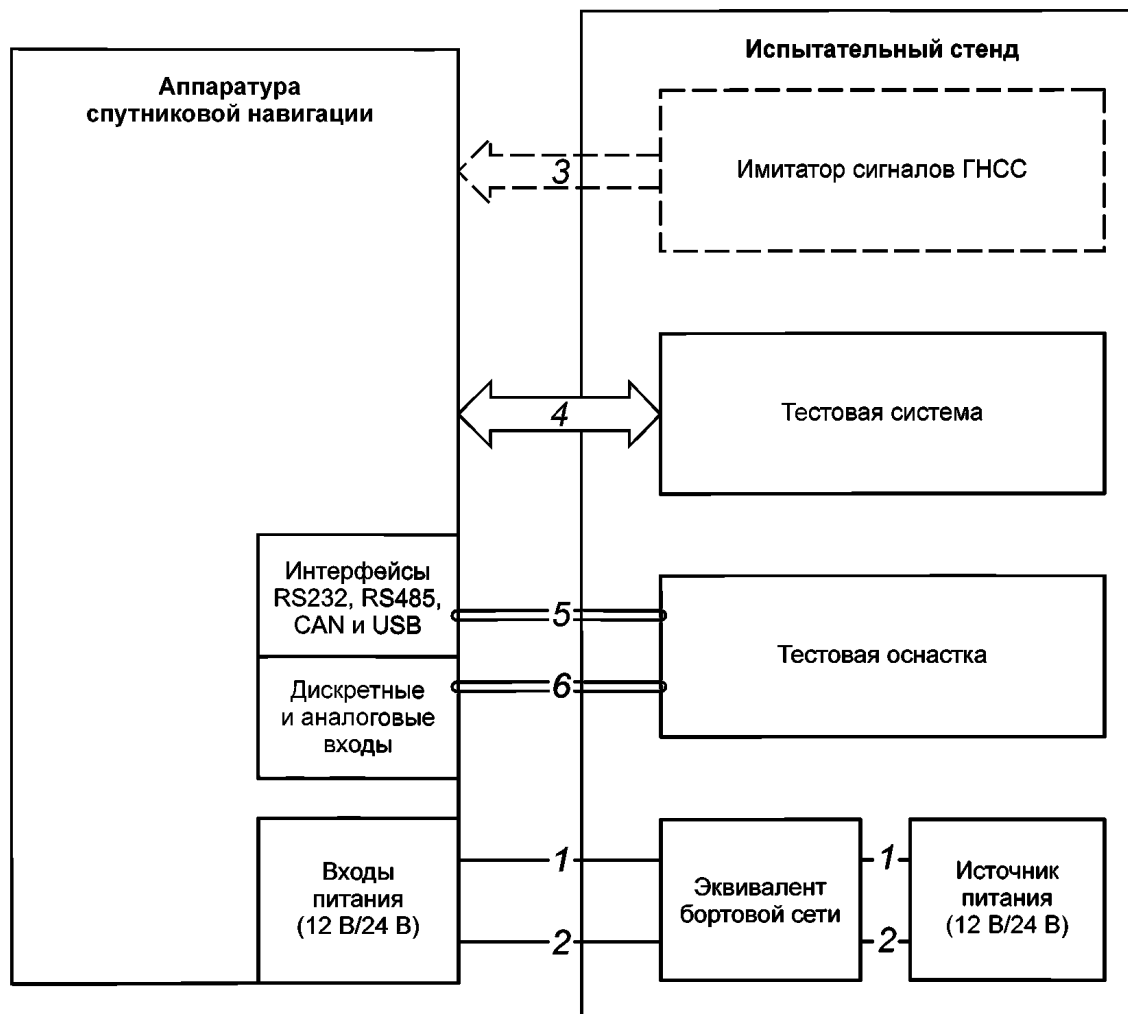 Испытательный стенд
Аппаратура
спутниковой навигации
3
Имитатор сигналов ГНСС
4
Тестовая система
Интерфейсы
RS232, RS485,
CAN и USB
5
Тестовая оснастка
6
Дискретные
и аналоговые
входы
Входы
питания
(12 В/24 В)
1
2
Эквивалент
бортовой сети
1
2
Источник
питания
(12 В/24 В)